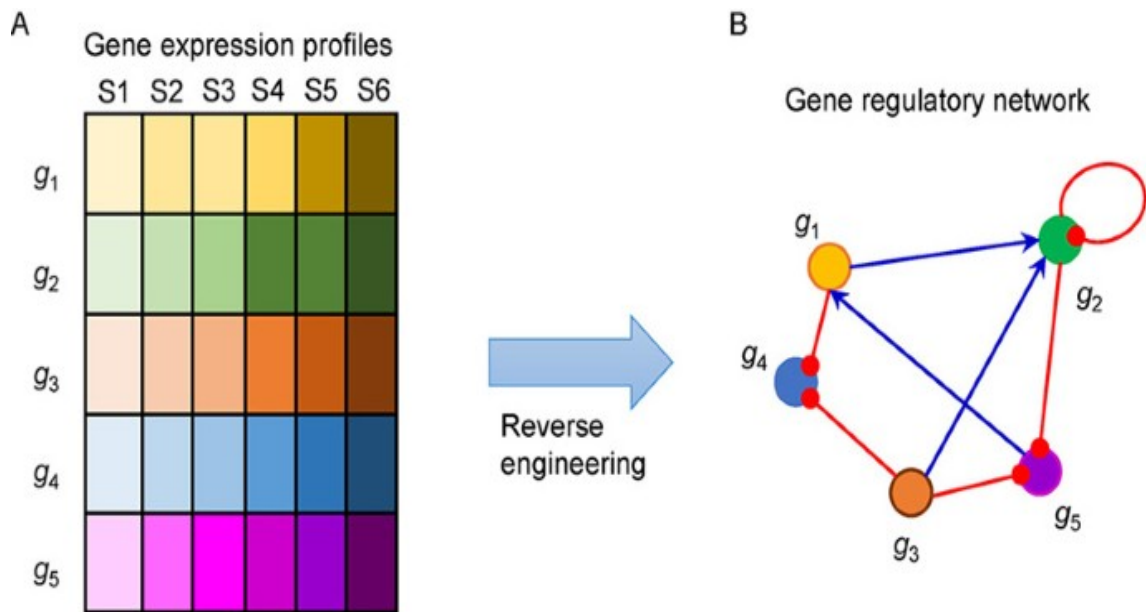 A
Gene expression profiles
S1 S2 S3 S4 S5 S6
g1
g2
g3
g4
g5
Reverse
engineering
B
Gene regulatory network
g1
g2
g4
g5
g3